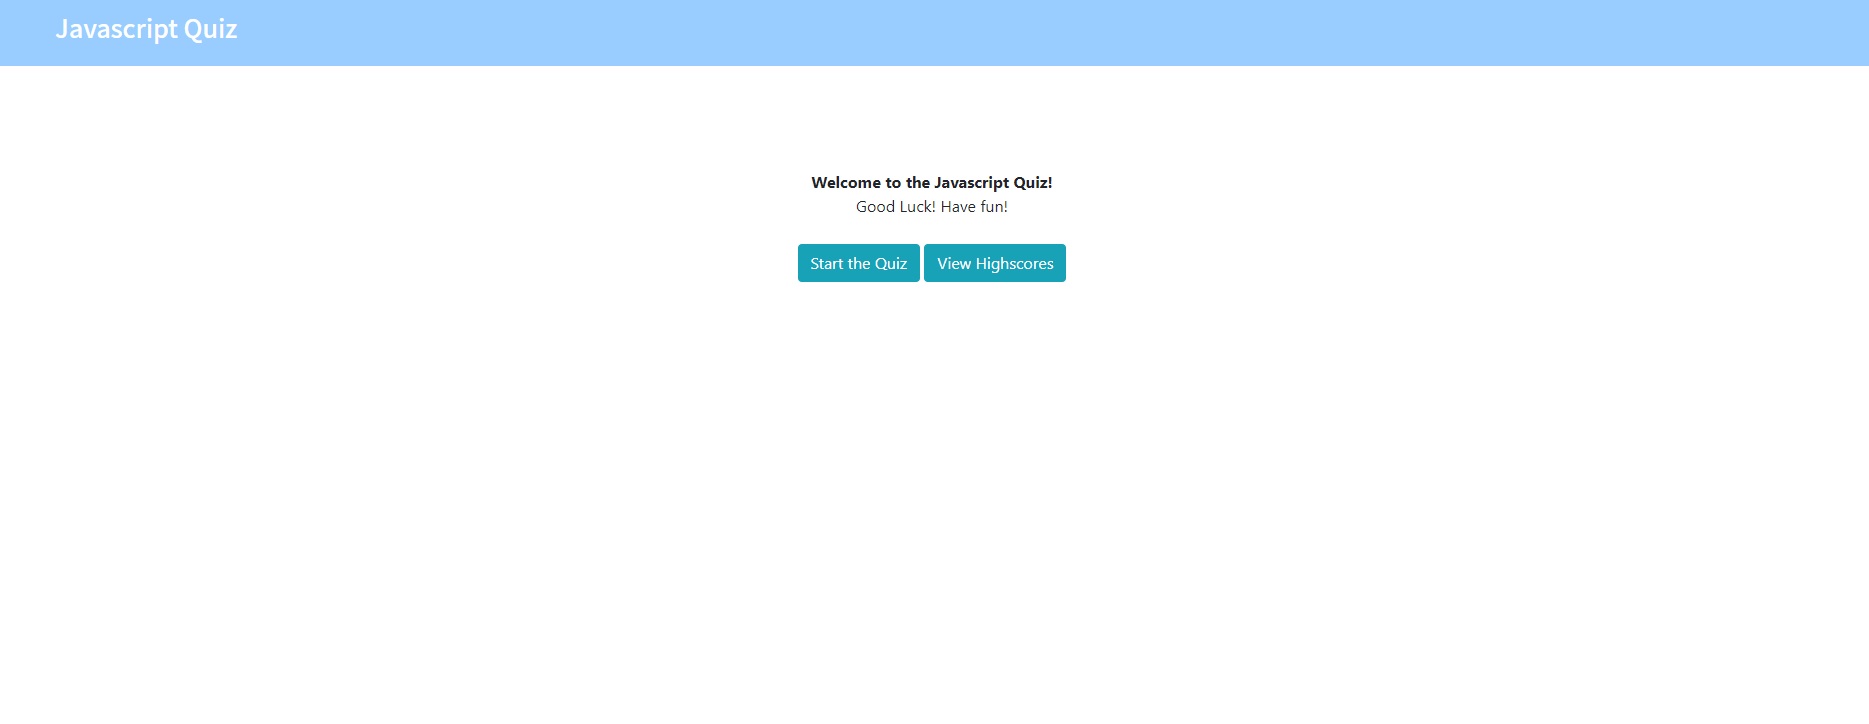 Javascript Quiz
Welcome to the Javascript Quiz!
Good Luck! Have fun!
Start the Quiz View Highscores